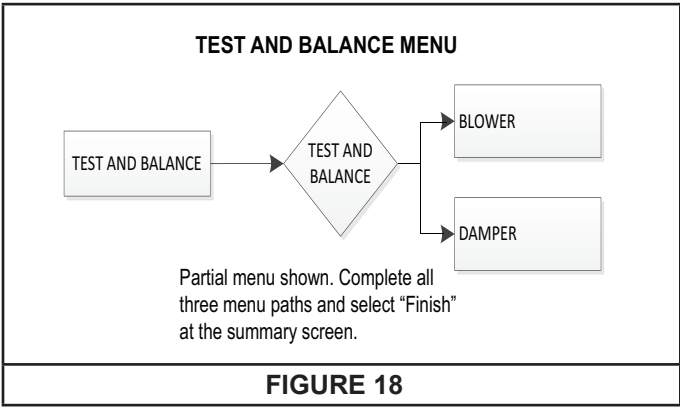 TEST AND BALANCE MENU
TEST AND BALANCE
TEST AND
BALANCE
BLOWER
DAMPER
Partial menu shown. Complete all
three menu paths and select “Finish”
at the summary screen.
FIGURE 18